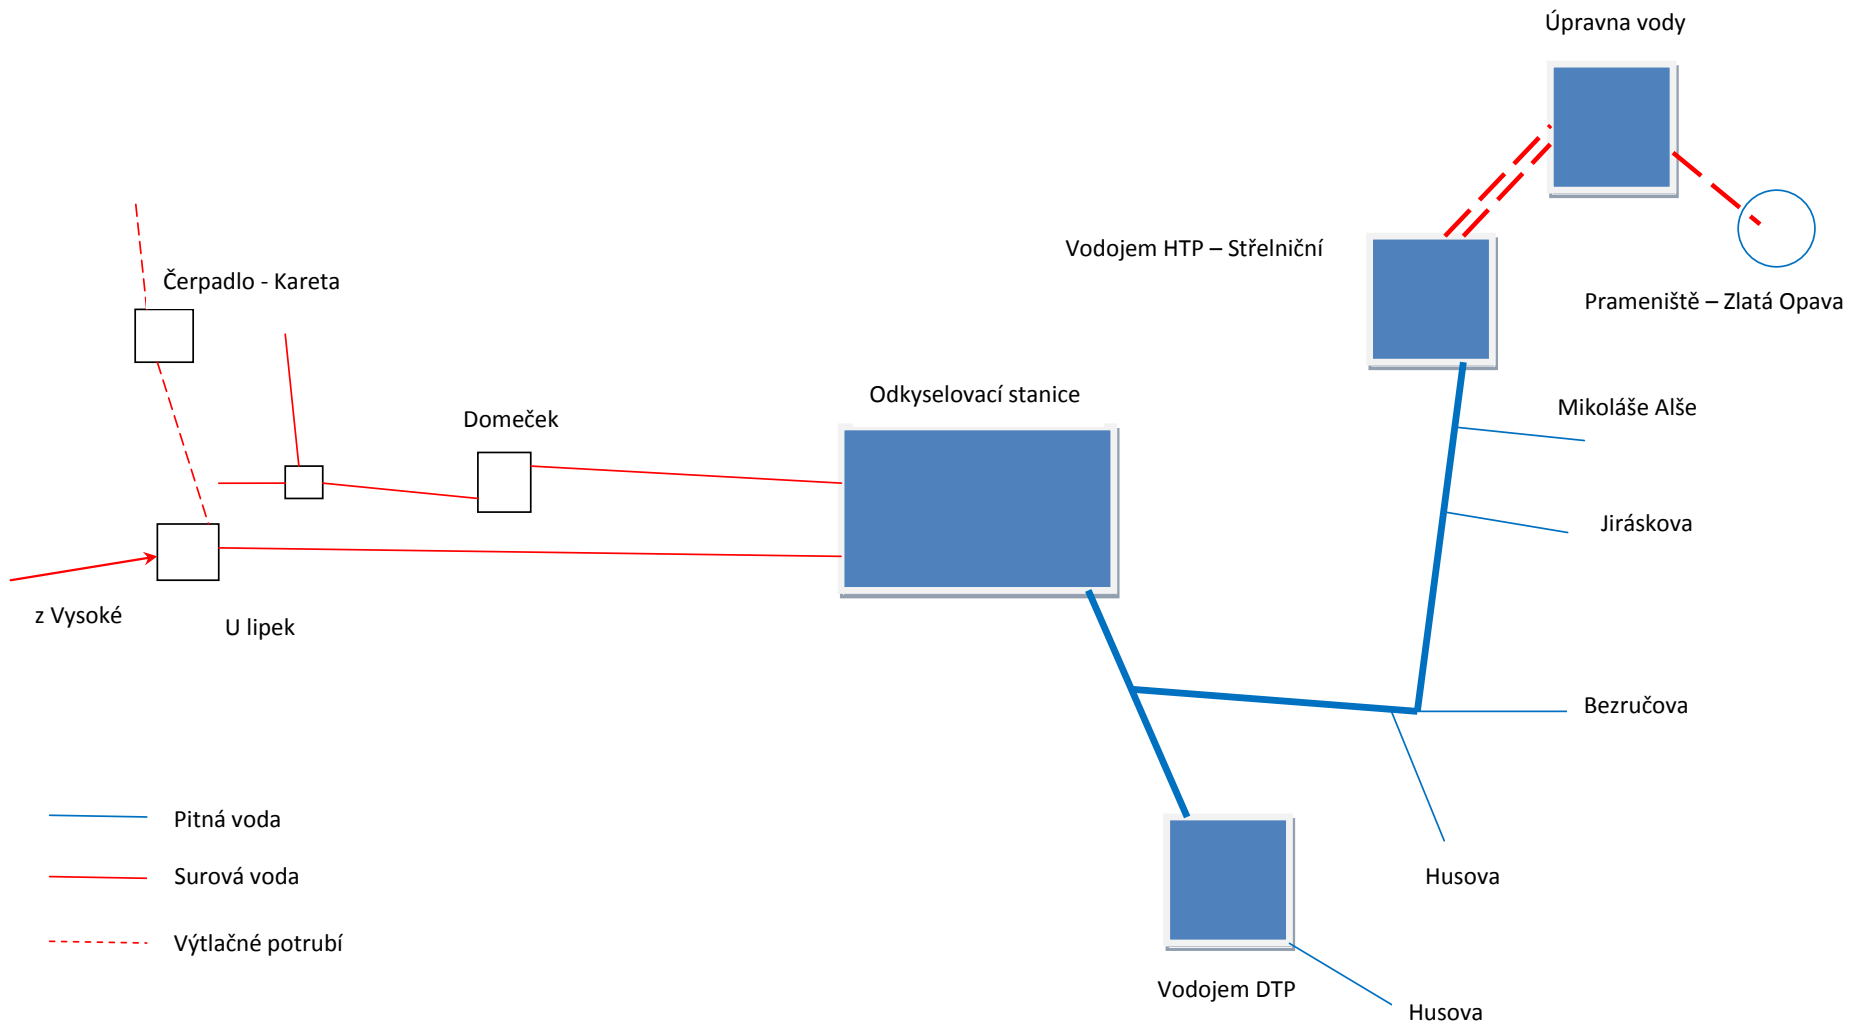 Úpravna vody
Vodojem HTP – Střelniční
Čerpadlo - Kareta
Prameniště – Zlatá Opava
Odkyselovací stanice
Mikoláše Alše
Domeček
Jiráskova
z Vysoké
U lipek
Bezručova
Pitná voda
Surová voda
Husova
Výtlačné potrubí
Vodojem DTP
Husova